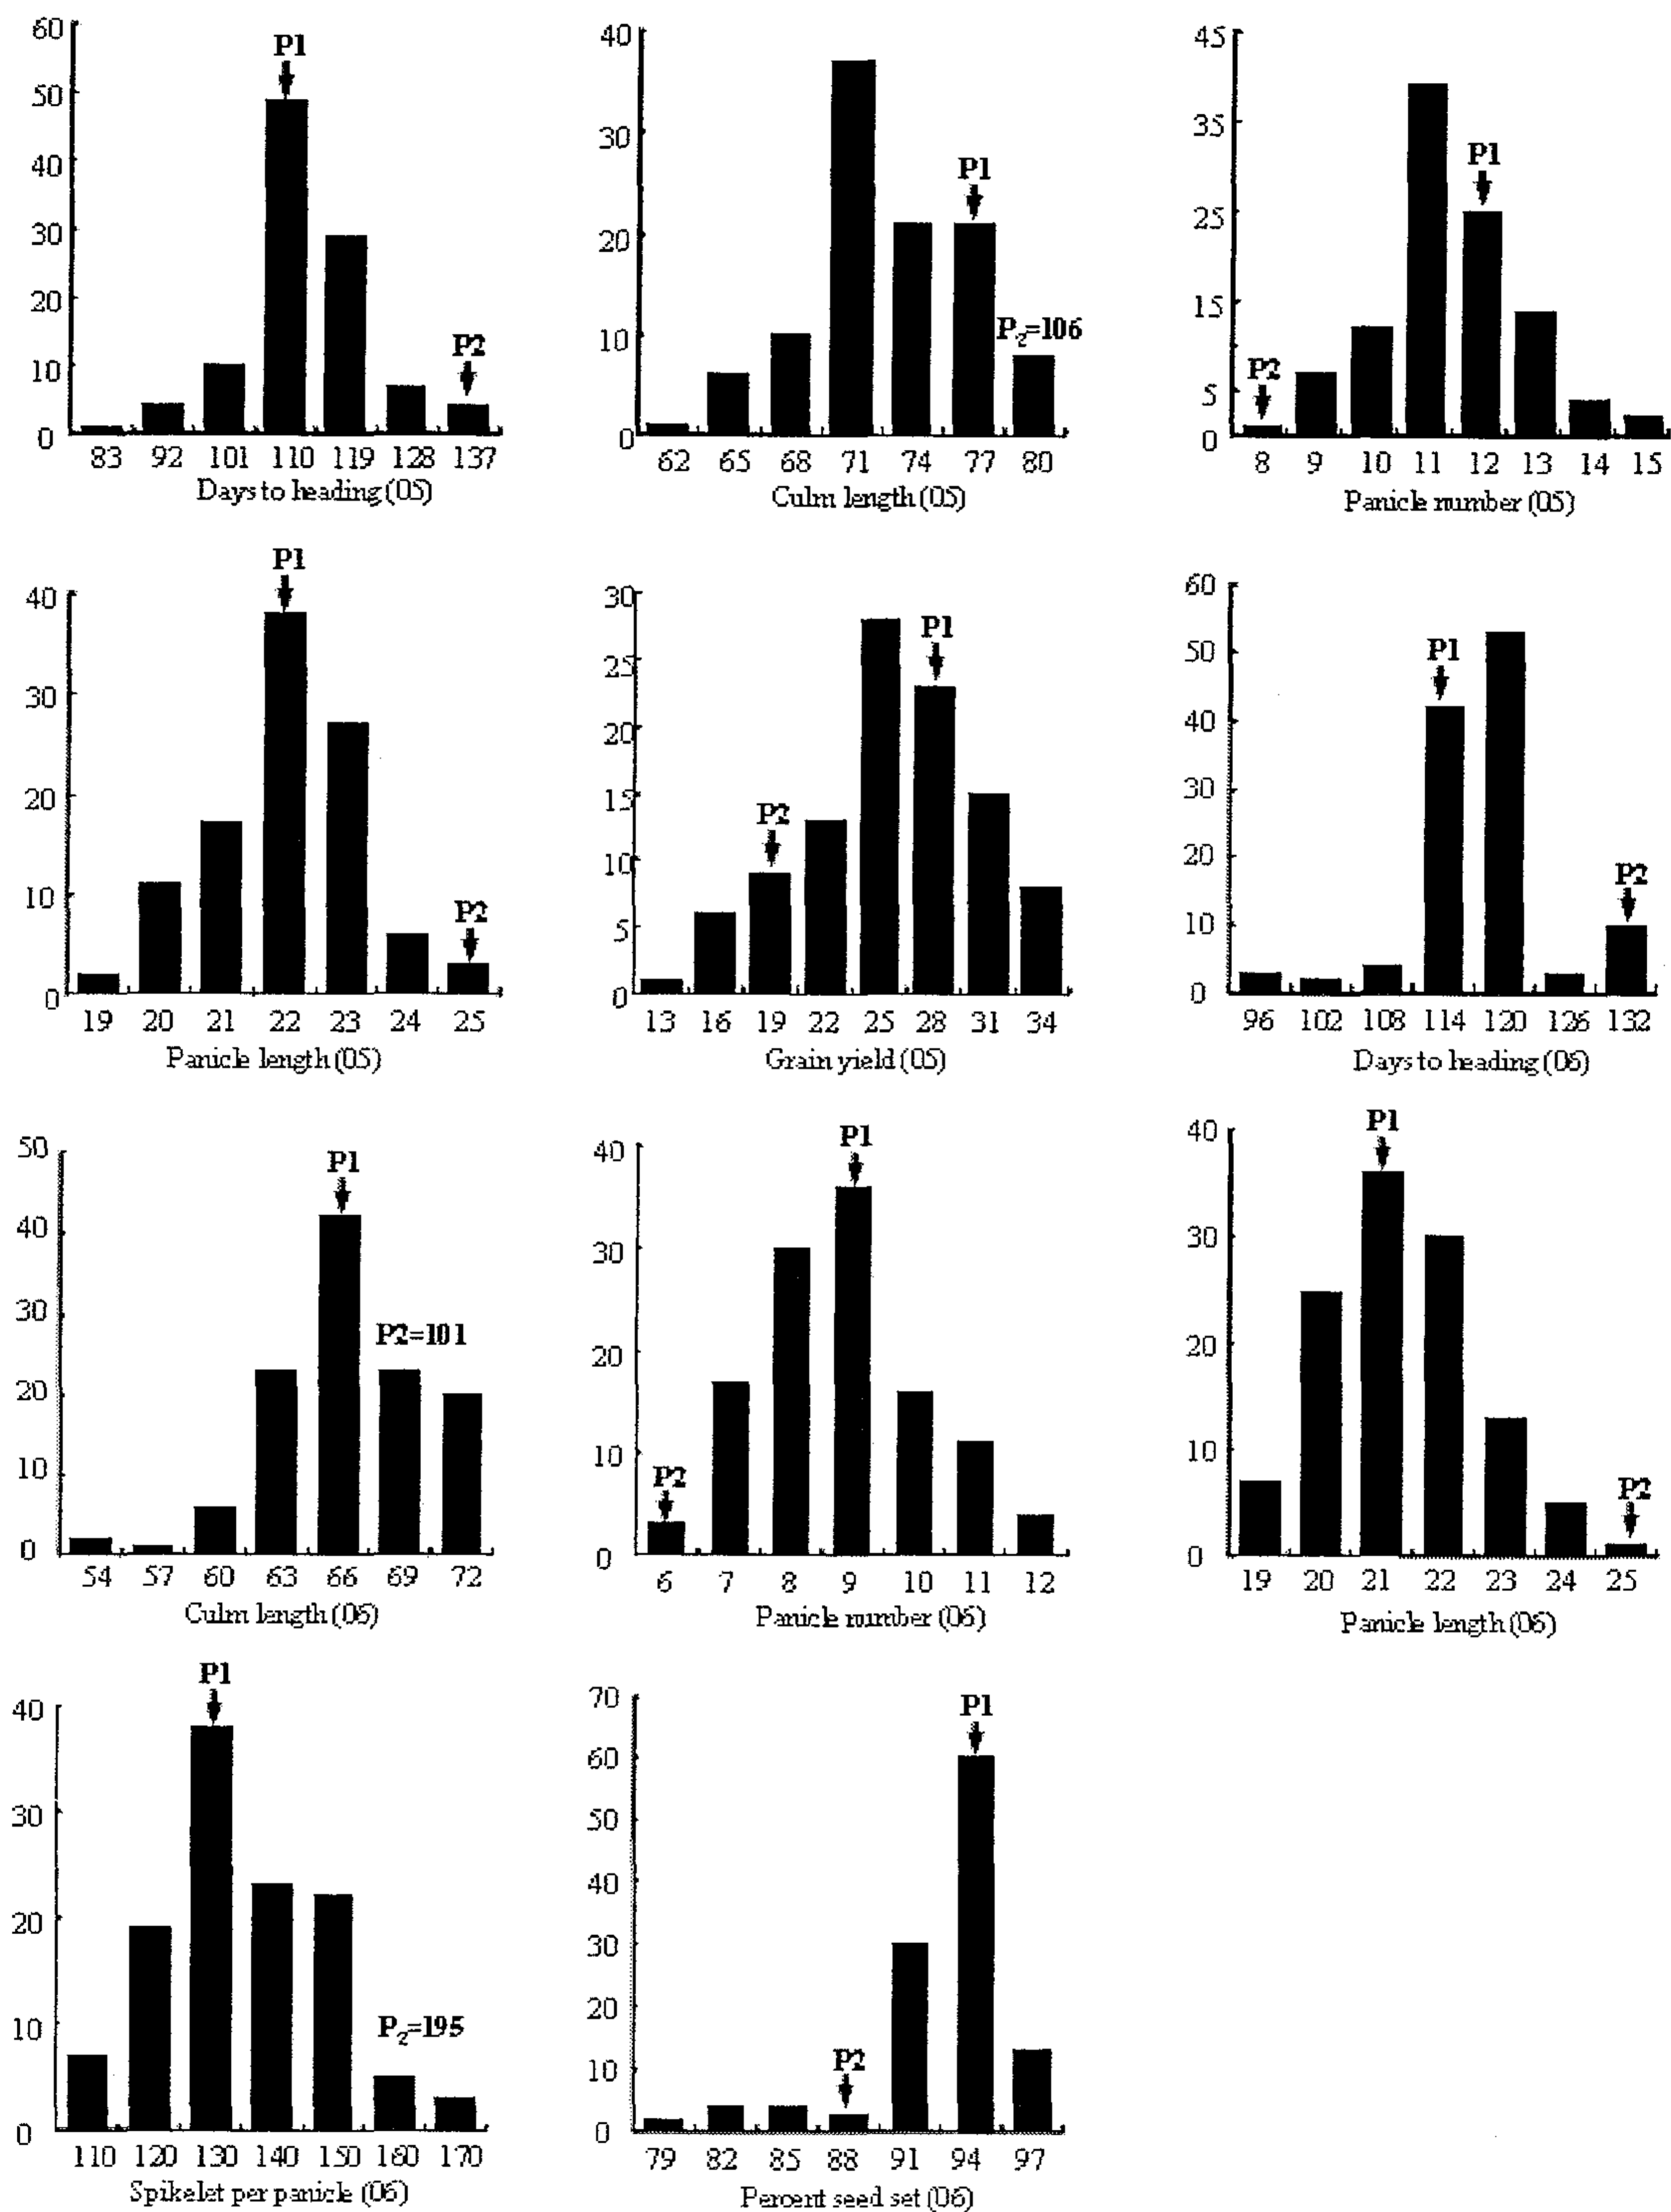 60
50
40
30
20
10
0
P1
P2
83 92 101 110 119 128 137
Days to heading (05)
40
30
20
10
0
P1
P2=106
62 65 68 71 74 77 80
Culm length (05)
45
35
25
15
5
0
P1
P2
8 9 10 11 12 13 14 15
Panicle number (05)
40
30
20
10
0
P1
P2
19 20 21 22 23 24 25
Panicle length (05)
30
25
20
15
10
5
0
P1
P2
13 16 19 22 25 28 31 34
Grain yield (05)
60
50
40
30
20
10
0
P1
P2
96 102 108 114 120 126 132
Days to heading (06)
50
40
30
20
10
0
P1
P2=101
54 57 60 63 66 69 72
Culm length (06)
40
30
20
10
0
P1
P2
6 7 8 9 10 11 12
Panicle number (06)
40
30
20
10
0
P1
P2
19 20 21 22 23 24 25
Panicle length (06)
40
30
20
10
0
P1
P2=195
110 120 130 140 150 160 170
Spikelet per panicle (06)
70
60
50
40
30
20
10
0
P1
P2
79 82 85 88 91 94 97
Percent seed set (06)